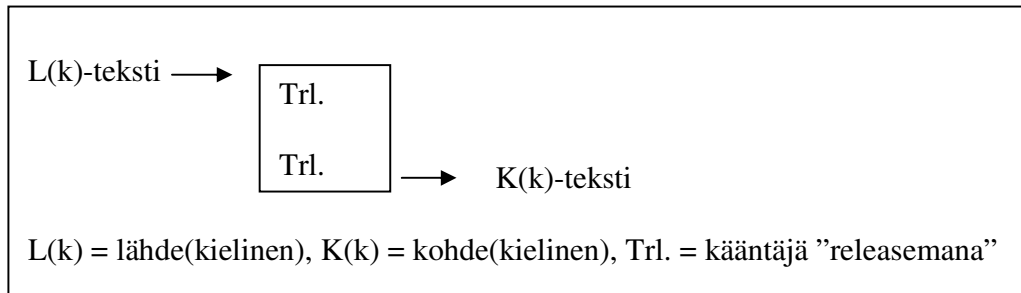 L(k)-teksti
Trl.
Trl.
K(k)-teksti
L(k) = lähde(kielinen), K(k) = kohde(kielinen), Trl. = kääntäjä ”releasemana”